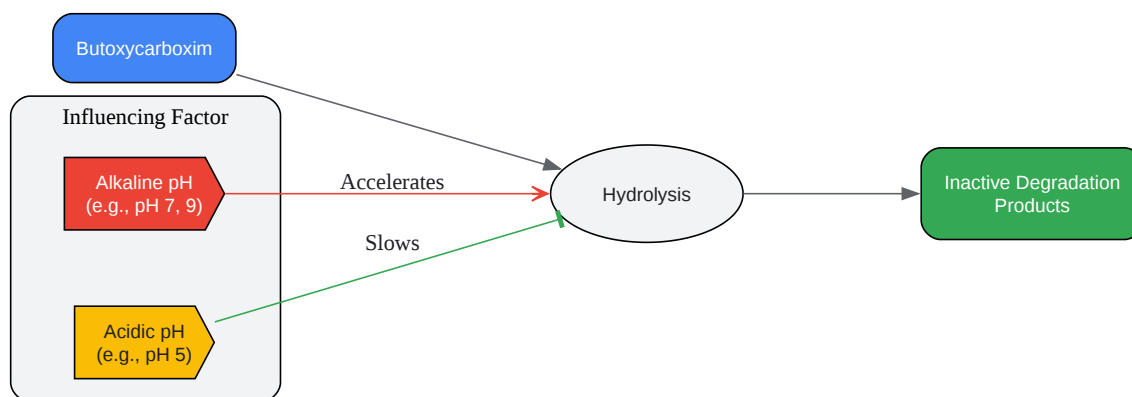 Butoxycarboxim
Influencing Factor
Alkaline pH
(e.g., pH 7, 9)
Accelerates
Hydrolysis
Inactive Degradation
Products
Slows
Acidic pH
(e.g., pH 5)